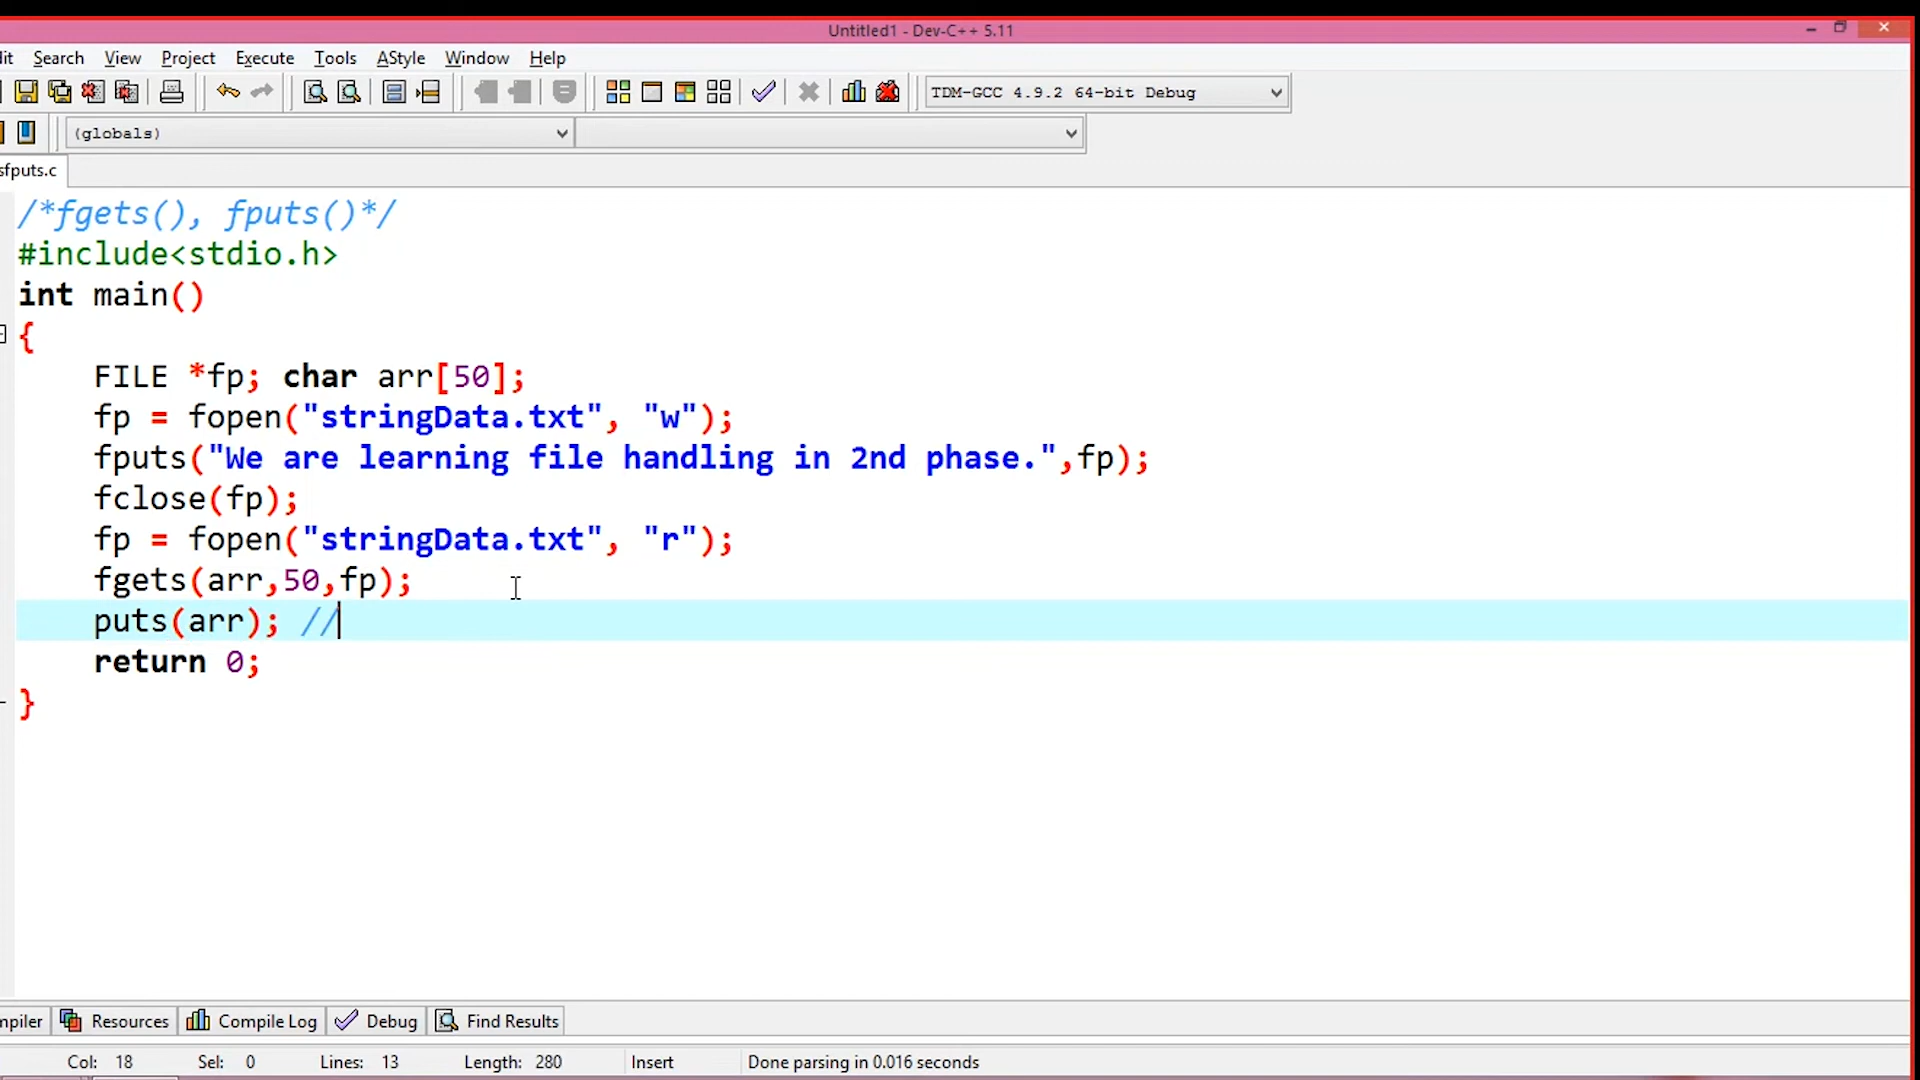 Untitled1 - Dev-C++ 5.11
it Search View Project Execute Tools AStyle Window Help
TDM-GCC 4.9.2 64-bit Debug
(globals)
sfputs.c
/*fgets(), fputs()*/
#include<stdio.h>
int main()
{
FILE *fp; char arr[50];
fp = fopen("stringData.txt", "w");
fputs("We are learning file handling in 2nd phase.",fp);
fclose(fp);
fp = fopen("stringData.txt", "r");
fgets(arr,50,fp);
puts(arr); //
return 0;
}
mpiler Resources Compile Log Debug Find Results
Col: 18 Sel: 0 Lines: 13 Length: 280 Insert Done parsing in 0.016 seconds